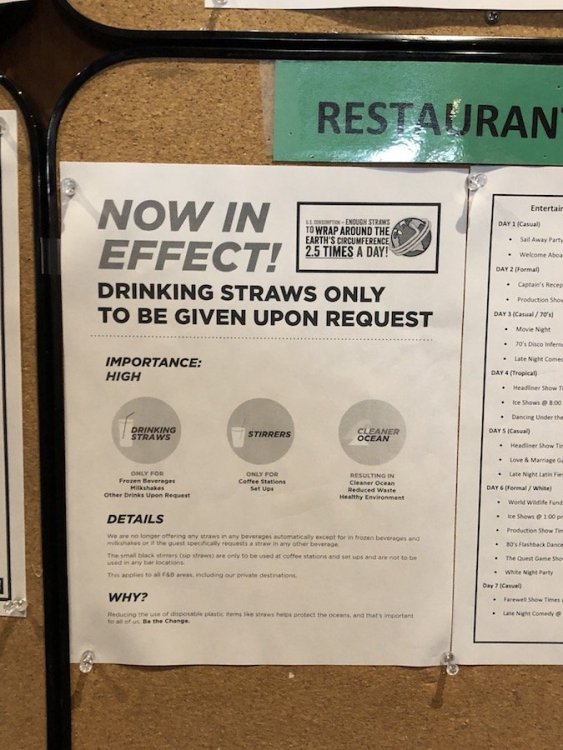 RESTAURAN
NOW IN
EFFECT!
U.S. CONSUMPTION – ENOUGH STRAWS
TO WRAP AROUND THE
EARTH'S CIRCUMFERENCE
2.5 TIMES A DAY!
DRINKING STRAWS ONLY
TO BE GIVEN UPON REQUEST
IMPORTANCE:
HIGH
DRINKING
STRAWS
ONLY FOR
Frozen Beverages
Milkshakes
Other Drinks Upon Request
STIRRERS
ONLY FOR
Coffee Stations
Set Ups
CLEANER
OCEAN
RESULTING IN
Cleaner Ocean
Reduced Waste
Healthy Environment
DETAILS
We are no longer offering any straws in any beverages automatically except for in frozen beverages and
milkshakes or if the guest specifically requests a straw in any other beverage.
The small black stirrers (sip straws) are only to be used at coffee stations and set ups and are not to be
used in any bar locations.
This applies to all F&B areas, including our private destinations.
WHY?
Reducing the use of disposable plastic items like straws helps protect the oceans, and that's important
to all of us. Be the Change.
Entertain
DAY 1 (Casual)
• Sail Away Party
• Welcome Aboa
DAY 2 (Formal)
• Captain's Recep
• Production Show
DAY 3 (Casual / 70's)
• Movie Night
• 70's Disco Inferno
• Late Night Come
DAY 4 (Tropical)
• Headliner Show Ti
• Ice Shows @ 8:00
• Dancing Under the
DAY 5 (Casual)
• Headliner Show Tim
• Love & Marriage Ga
• Late Night Latin Fie
DAY 6 (Formal / White)
• World Wildlife Fund
• Ice Shows @ 1:00 pr
• Production Show Tim
• 80's Flashback Dance
• The Quest Game Sho
• White Night Party
Day 7 (Casual)
• Farewell Show Times
• Late Night Comedy @